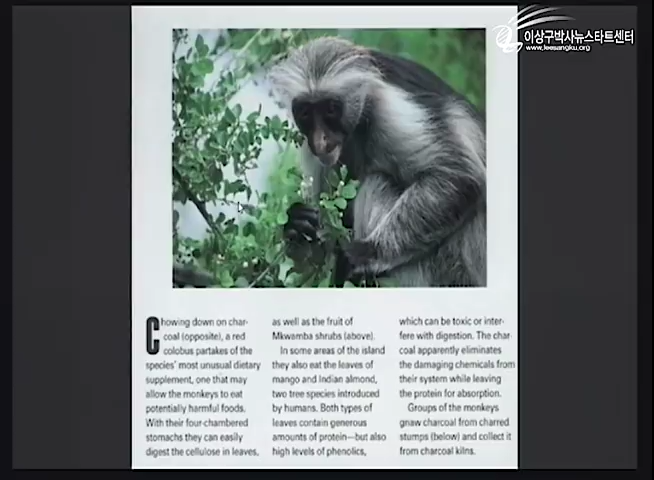 이상구박사뉴스타트센터
www.leesangku.org
Chowing down on char-
coal (opposite), a red
colobus partakes of the
species' most unusual dietary
supplement, one that may
allow the monkeys to eat
potentially harmful foods.
With their four-chambered
stomachs they can easily
digest the cellulose in leaves,
as well as the fruit of
Mkwamba shrubs (above).
In some areas of the island
they also eat the leaves of
mango and Indian almond,
two tree species introduced
by humans. Both types of
leaves contain generous
amounts of protein—but also
high levels of phenolics,
which can be toxic or inter-
fere with digestion. The char-
coal apparently eliminates
the damaging chemicals from
their system while leaving
the protein for absorption.
Groups of the monkeys
gnaw charcoal from charred
stumps (below) and collect it
from charcoal kilns.